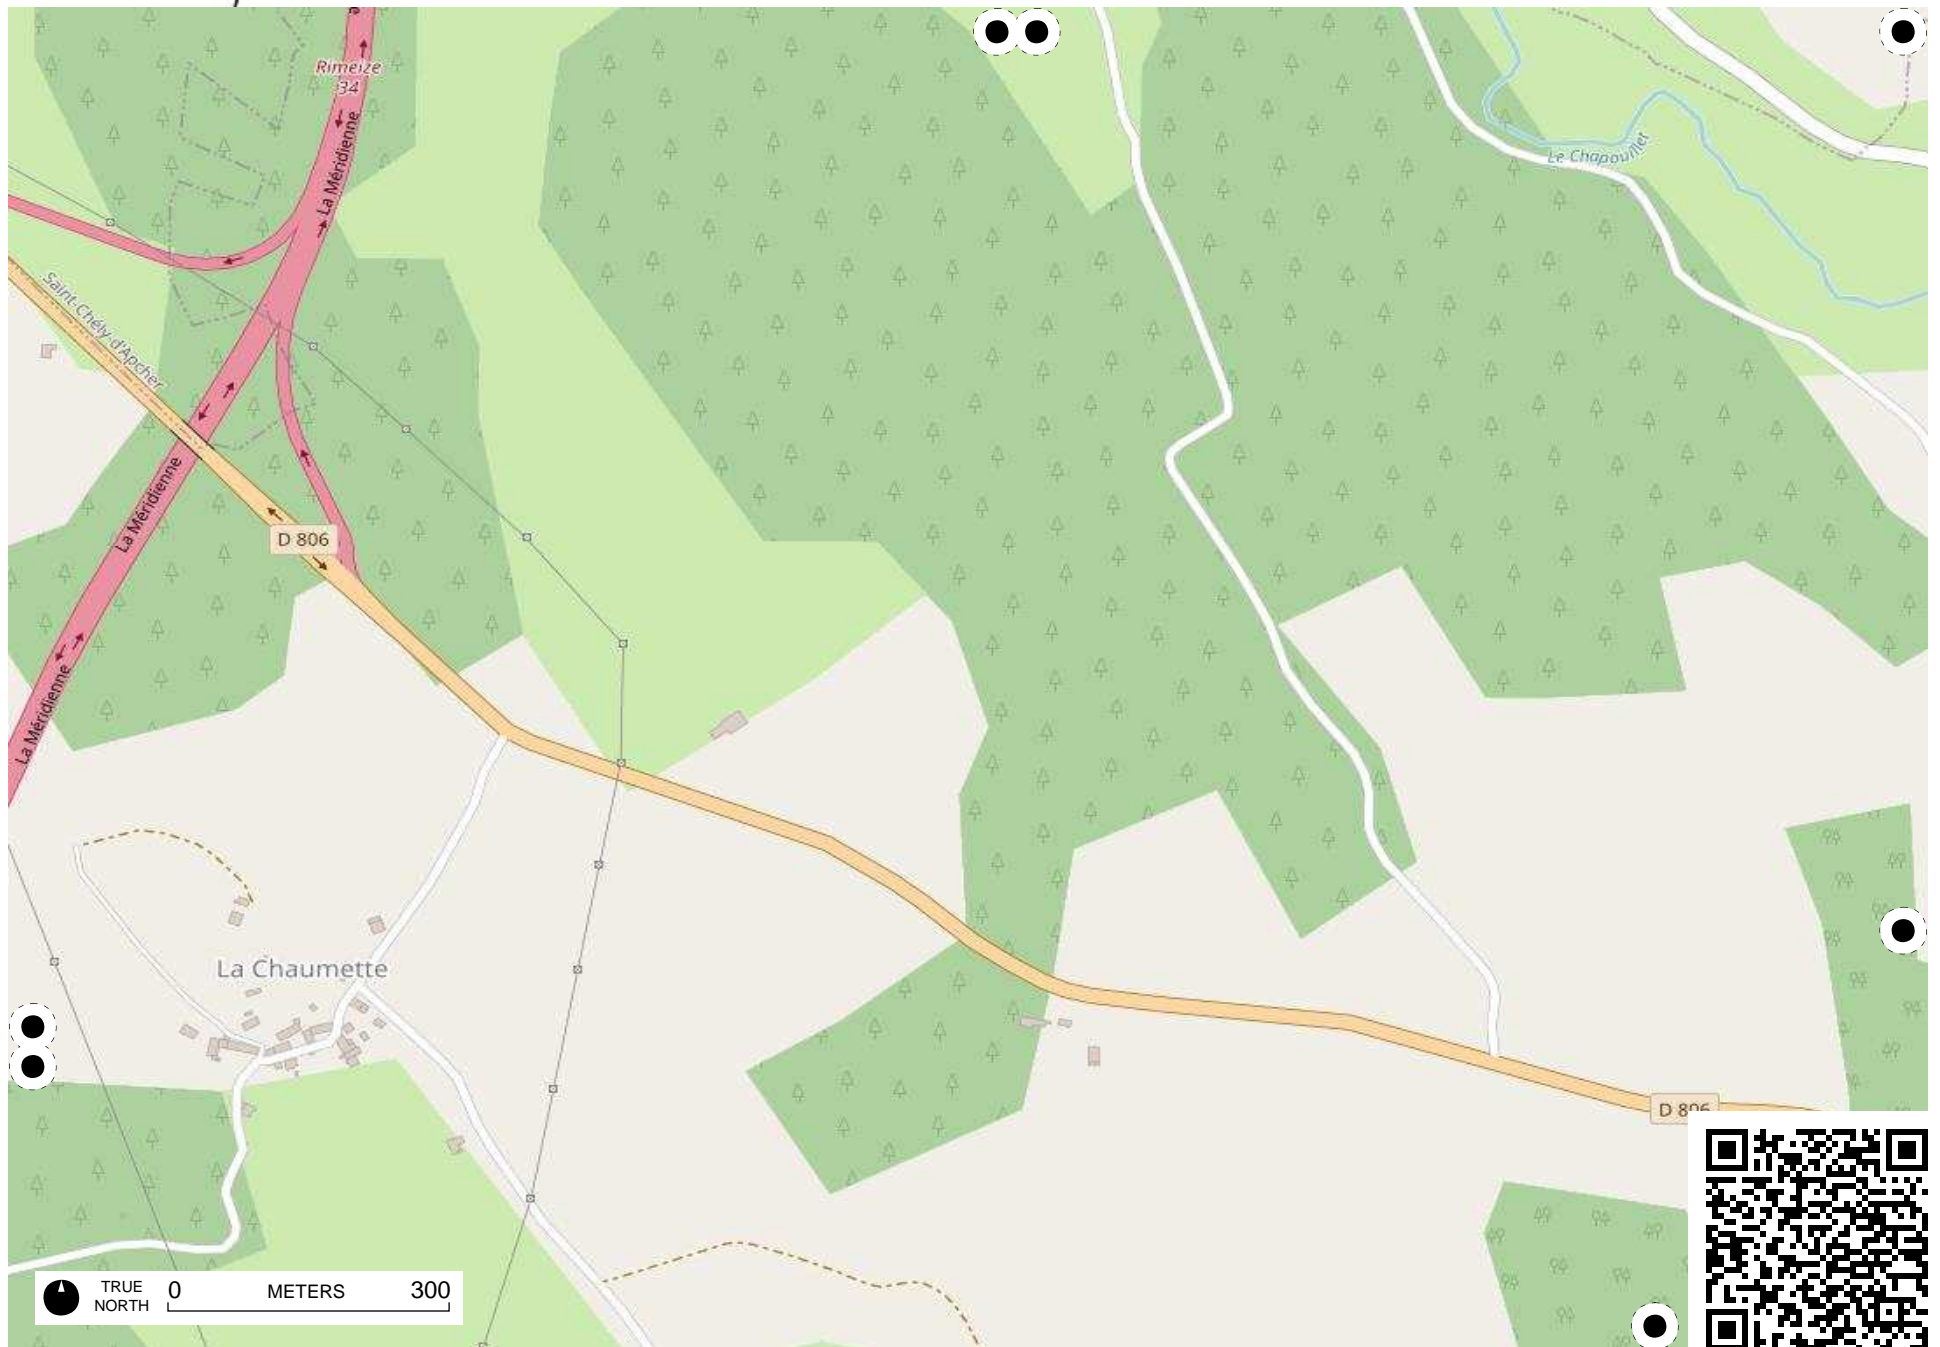 Rimeize
34
La Méridienne
Le Chapouillet
Saint-Chély-d'Apcher
La Méridienne
D 806
La Méridienne
La Chaumette
D 806
TRUE
NORTH
0 METERS 300